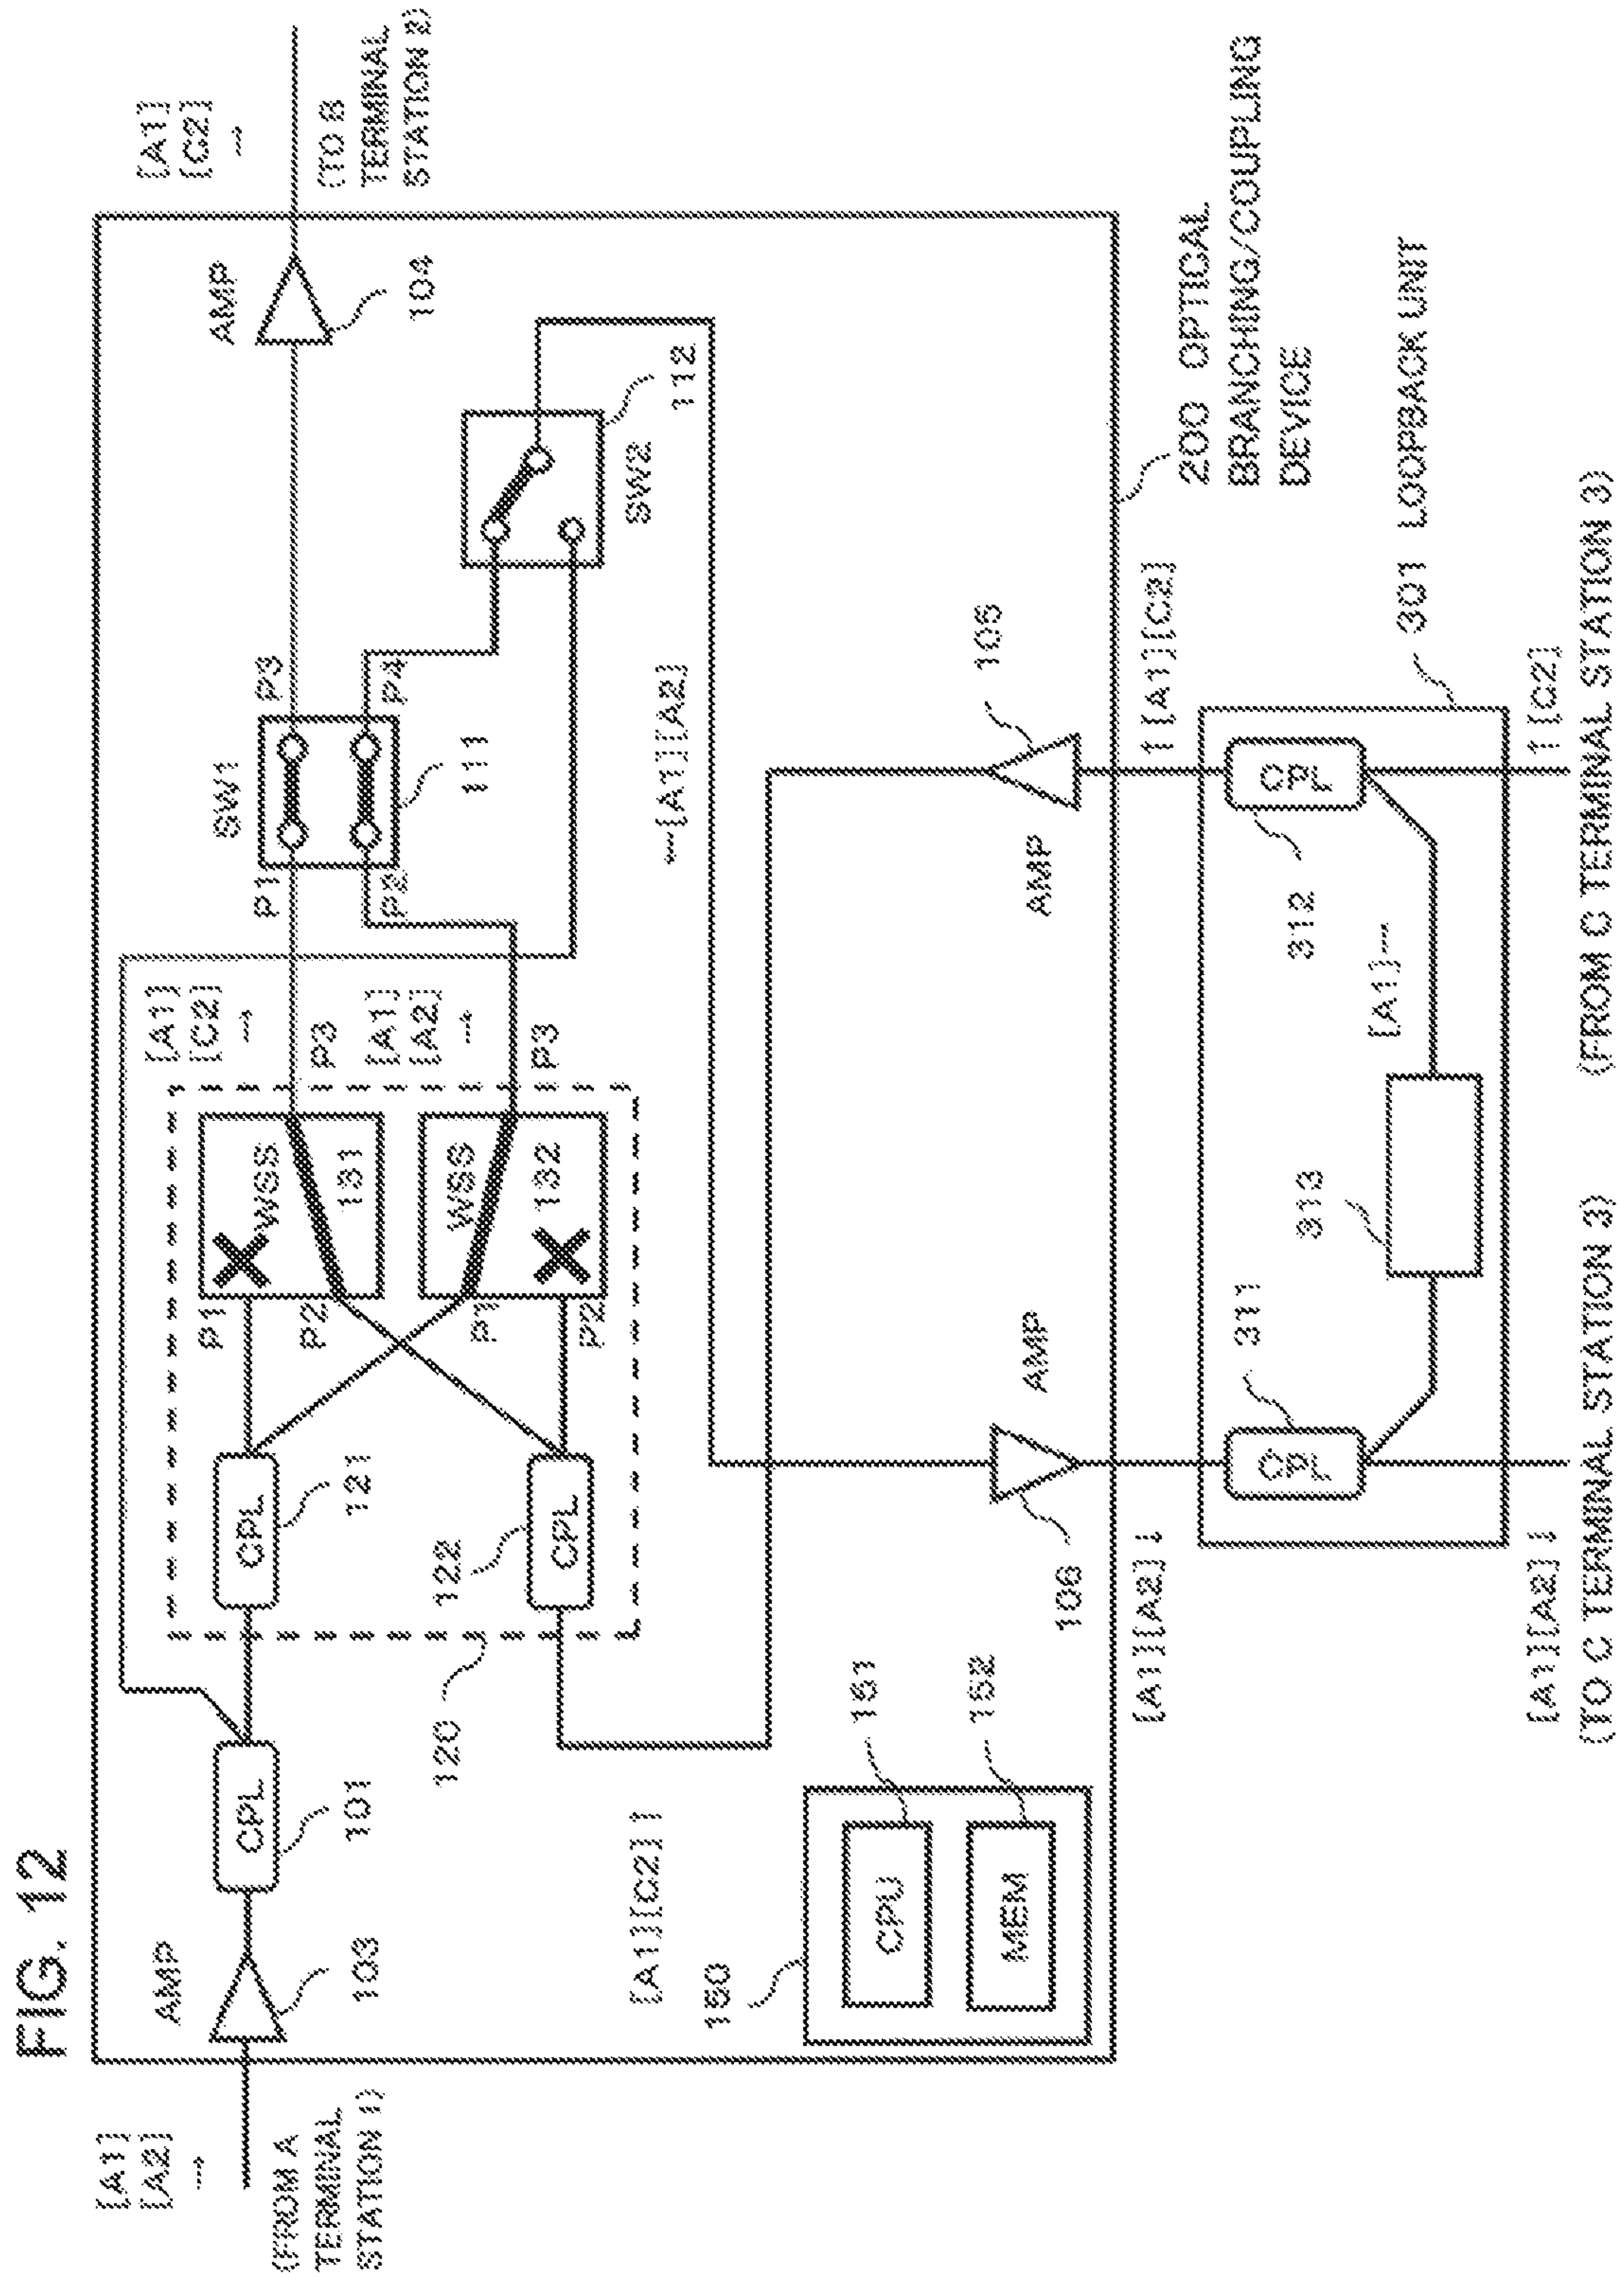 FIG. 12
[A1]
[A2]
→
(FROM A
TERMINAL
STATION 1)
AMP
103
CPL
101
120
CPL
121
CPL
122
P1
P2
WSS
131
P3
P1
P2
WSS
132
P3
[A1]
[C2]
→
[A1]
[A2]
→
SW1
P1
P2
P3
P4
111
SW2
112
AMP
104
[A1]
[C2]
→
(TO B
TERMINAL
STATION 2)
←[A1][A2]
[A1][C2]↑
150
CPU
151
MEM
152
AMP
106
AMP
105
200 OPTICAL
BRANCHING/COUPLING
DEVICE
[A1][A2]↓
↑[A1][C2]
CPL
311
313
[A1]→
CPL
312
301 LOOPBACK UNIT
[A1][A2]↓
(TO C TERMINAL STATION 3)
↑[C2]
(FROM C TERMINAL STATION 3)